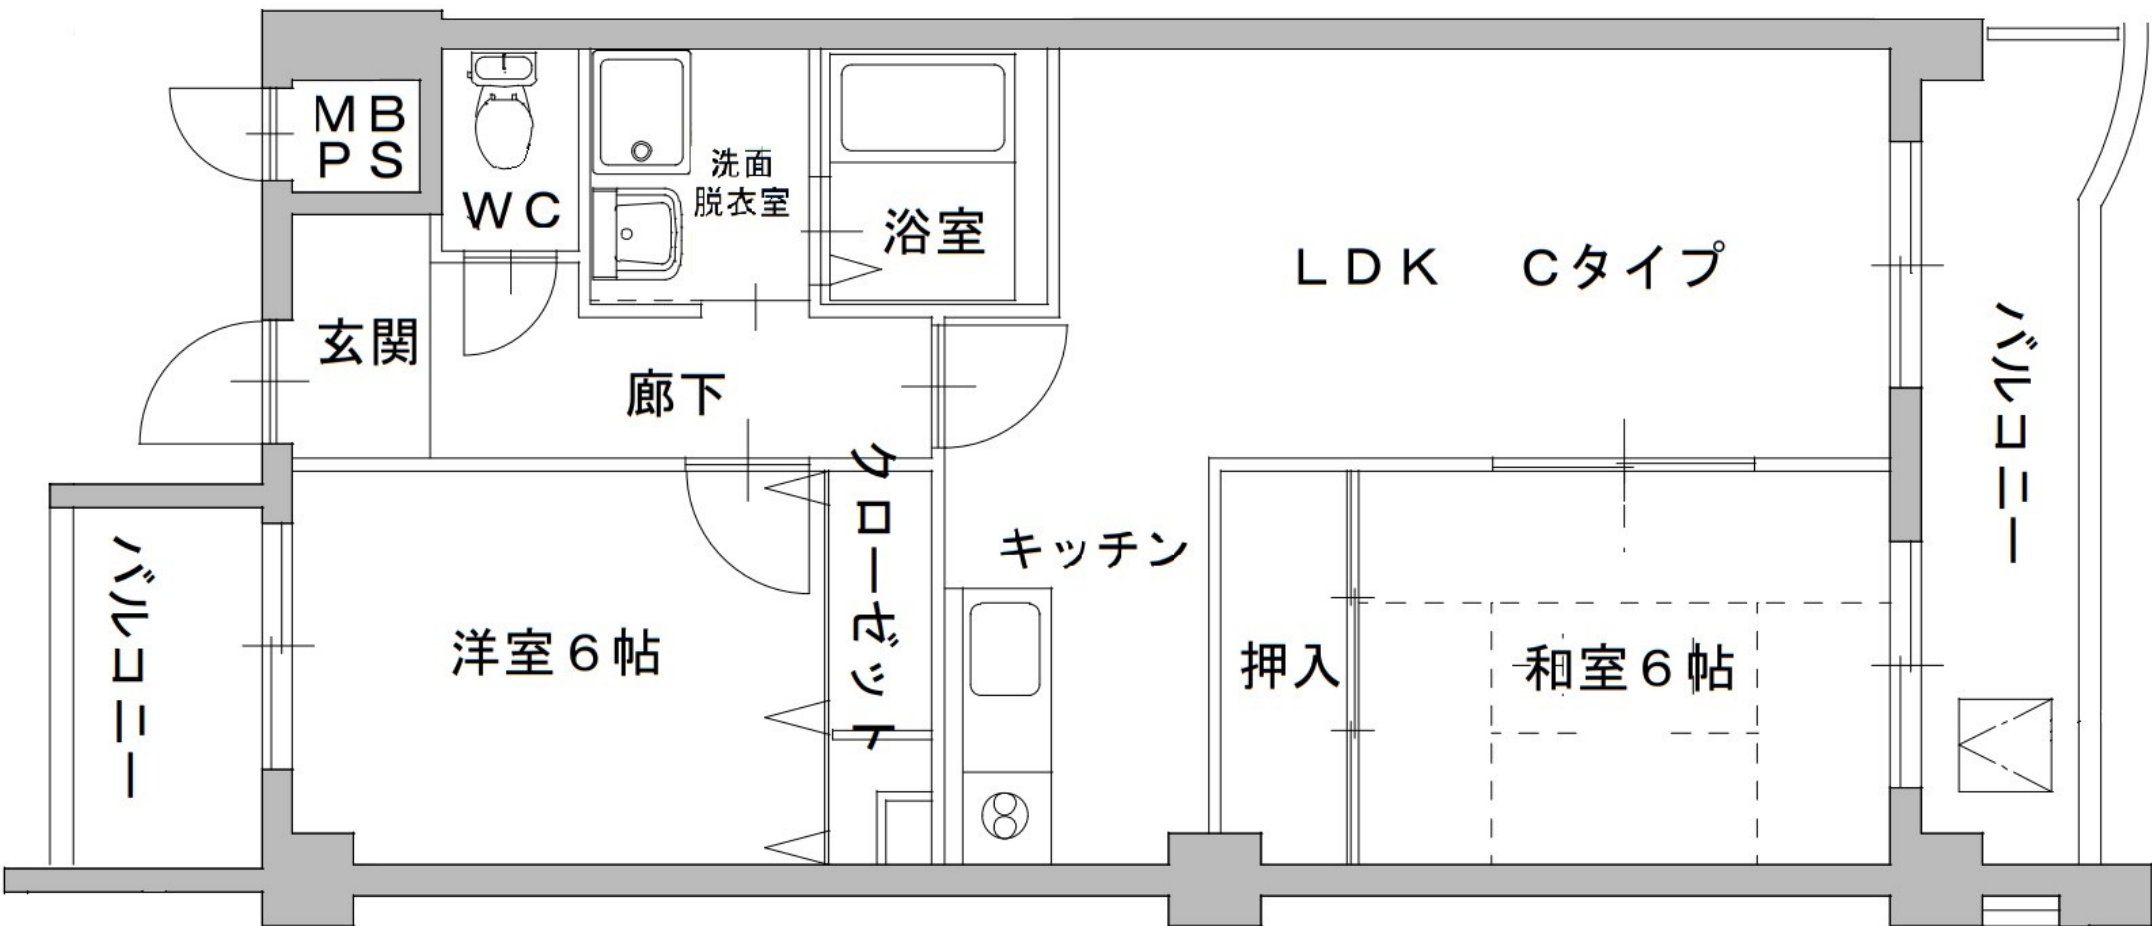 ＭＢ
ＰＳ
ＷＣ
洗面
脱衣室
浴室
ＬＤＫ　Ｃタイプ
玄関
廊下
バルコニー
クローゼット
キッチン
バルコニー
洋室６帖
押入
和室６帖